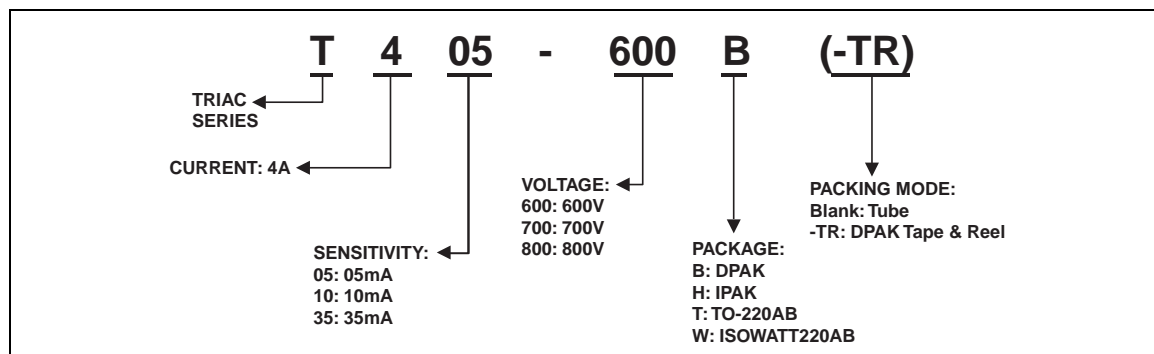 T 4 05 - 600 B (-TR)
TRIAC
SERIES
CURRENT: 4A
SENSITIVITY:
05: 05mA
10: 10mA
35: 35mA
VOLTAGE:
600: 600V
700: 700V
800: 800V
PACKAGE:
B: DPAK
H: IPAK
T: TO-220AB
W: ISOWATT220AB
PACKING MODE:
Blank: Tube
-TR: DPAK Tape & Reel